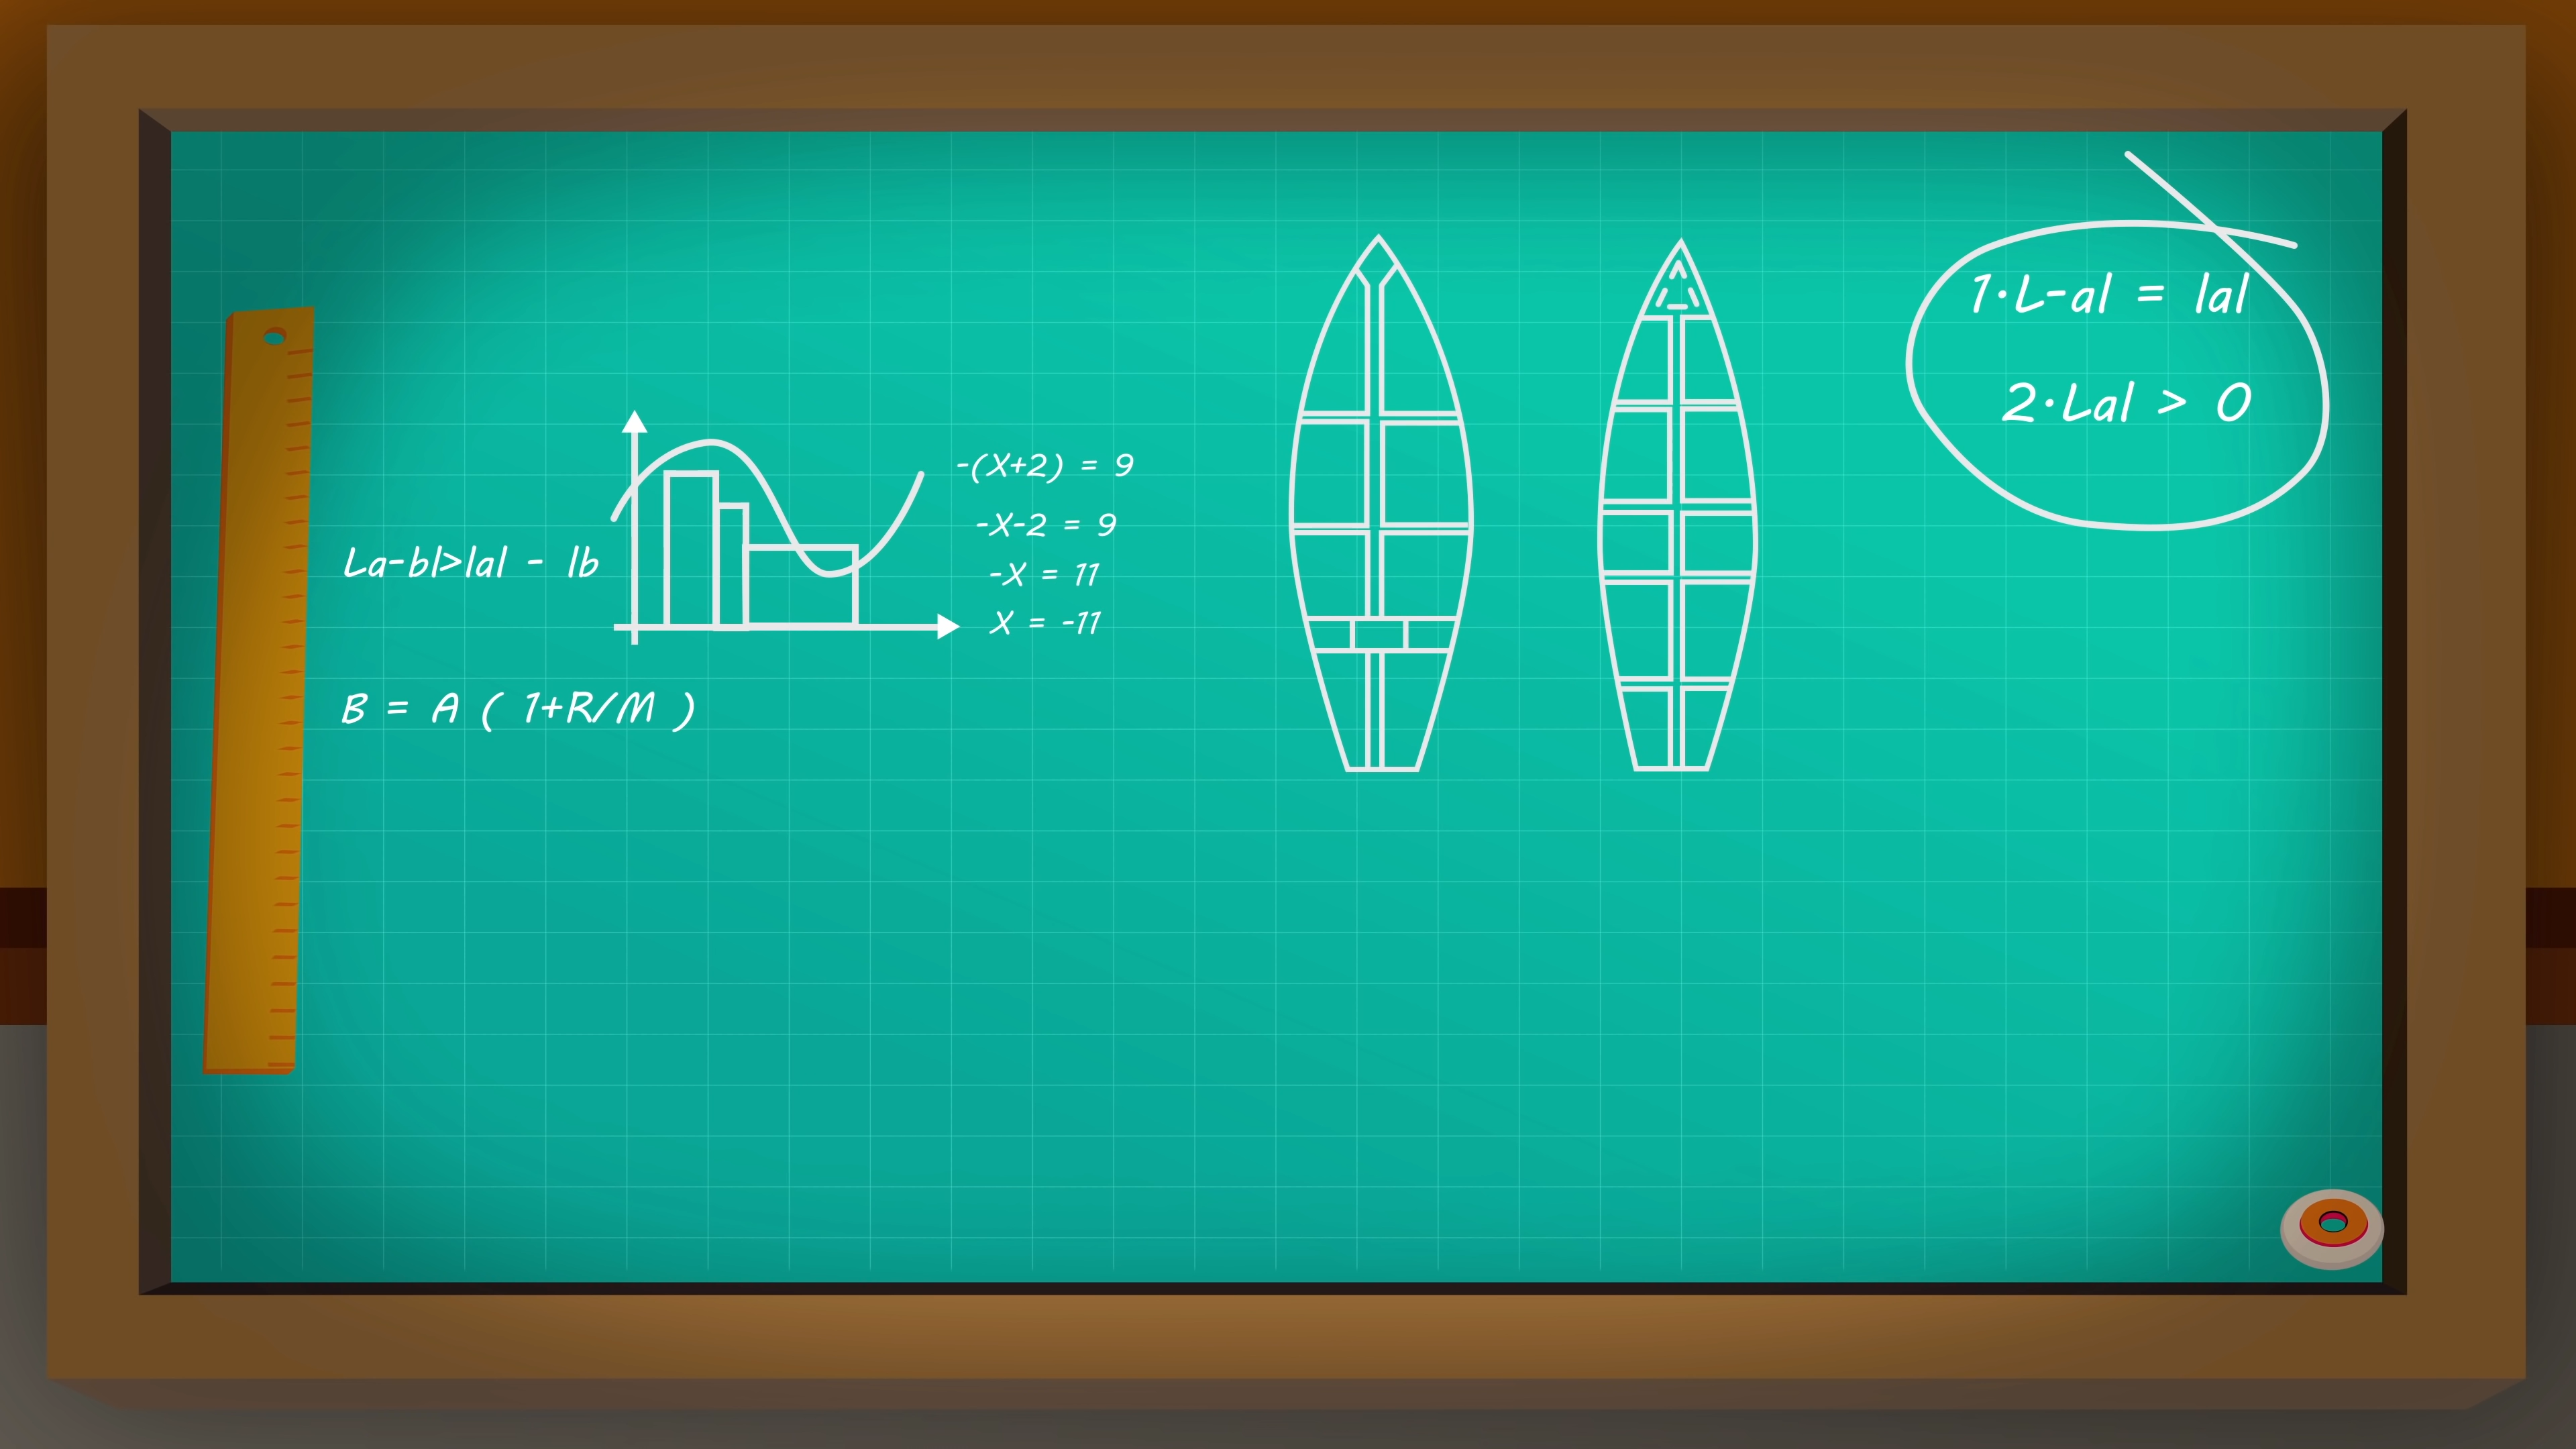 La-bl>lal - lb
B = A ( 1+R/M )
-(X+2) = 9
-X-2 = 9
-X = 11
X = -11
1·L-al = lal
2·Lal > 0